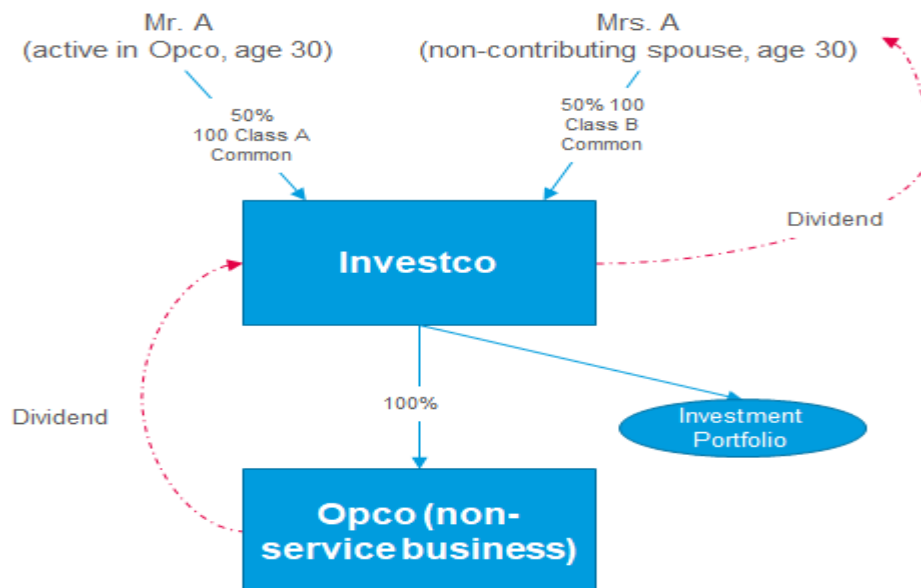 Mr. A
(active in Opco, age 30)
Mrs. A
(non-contributing spouse, age 30)
50%
100 Class A
Common
50% 100
Class B
Common
Dividend
Investco
Dividend
100%
Investment
Portfolio
Opco (non-
service business)